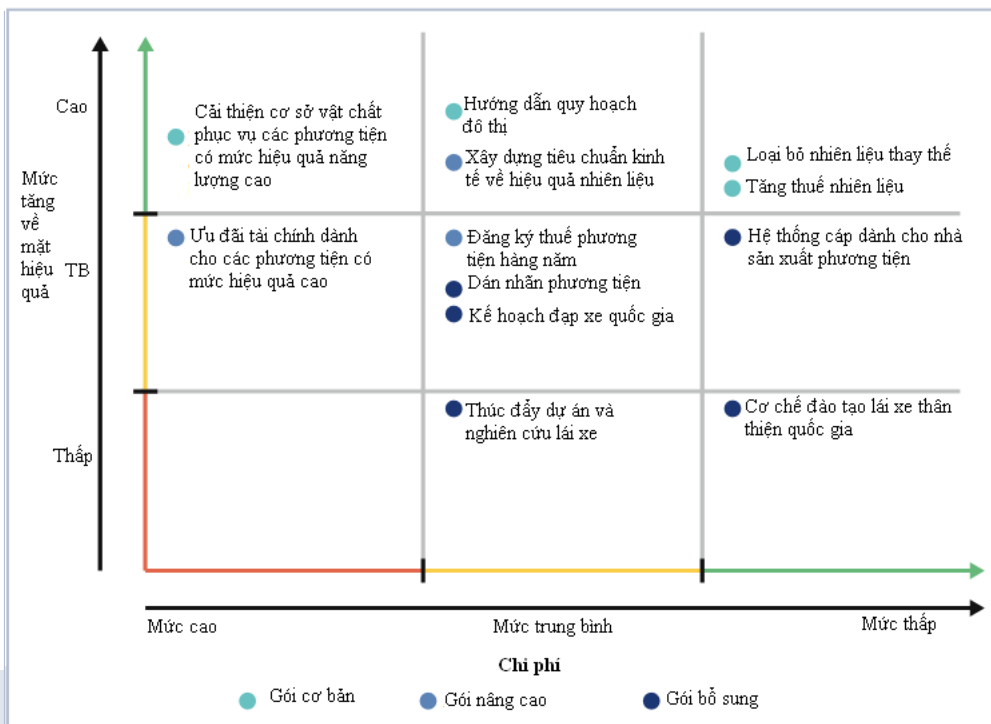 Cao
Mức
tăng
về
mặt
hiệu
quả
TB
Thấp
Cải thiện cơ sở vật chất
phục vụ các phương tiện
có mức hiệu quả năng
lượng cao
Hướng dẫn quy hoạch
đô thị
Xây dựng tiêu chuẩn kinh
tế về hiệu quả nhiên liệu
Loại bỏ nhiên liệu thay thế
Tăng thuế nhiên liệu
Ưu đãi tài chính dành
cho các phương tiện có
mức hiệu quả cao
Đăng ký thuế phương
tiện hàng năm
Dán nhãn phương tiện
Kế hoạch đạp xe quốc gia
Hệ thống cáp dành cho nhà
sản xuất phương tiện
Thúc đẩy dự án và
nghiên cứu lái xe
Cơ chế đào tạo lái xe thân
thiện quốc gia
Mức cao
Mức trung bình
Mức thấp
Chi phí
Gói cơ bản
Gói nâng cao
Gói bổ sung